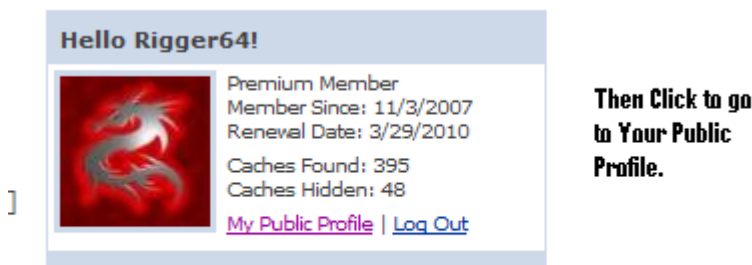 Hello Rigger64!
Premium Member
Member Since: 11/3/2007
Renewal Date: 3/29/2010
Caches Found: 395
Caches Hidden: 48
My Public Profile | Log Out
]
Then Click to go
to Your Public
Profile.